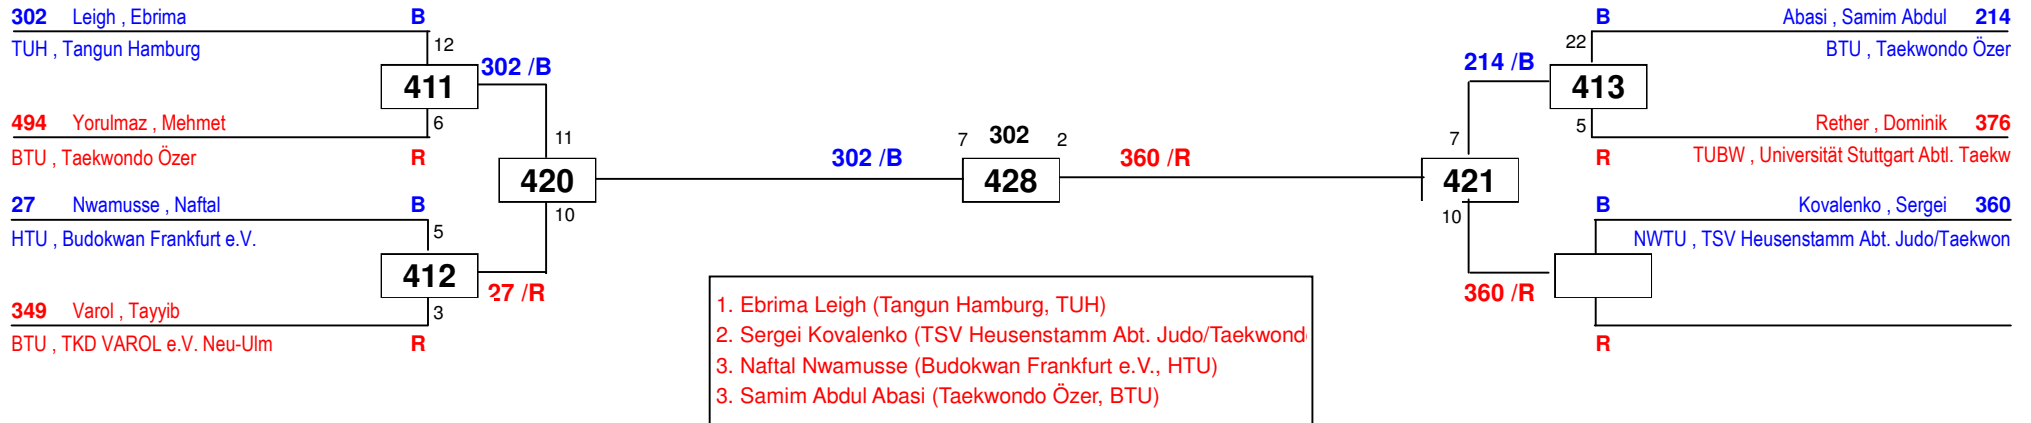 302 Leigh , Ebrima B
TUH , Tangun Hamburg
12
411
302 /B
494 Yorulmaz , Mehmet
6
BTU , Taekwondo Özer R
11
420
10
27 Nwamusse , Naftal B
HTU , Budokwan Frankfurt e.V.
5
412
27 /R
349 Varol , Tayyib
3
BTU , TKD VAROL e.V. Neu-Ulm R
302 /B
7 302 2
428
360 /R
B Abasi , Samim Abdul 214
22
BTU , Taekwondo Özer
214 /B
413
5
Rether , Dominik 376
R TUBW , Universität Stuttgart Abtl. Taekw
7
421
10
B Kovalenko , Sergei 360
NWTU , TSV Heusenstamm Abt. Judo/Taekwon
360 /R
R
1. Ebrima Leigh (Tangun Hamburg, TUH)
2. Sergei Kovalenko (TSV Heusenstamm Abt. Judo/Taekwond
3. Naftal Nwamusse (Budokwan Frankfurt e.V., HTU)
3. Samim Abdul Abasi (Taekwondo Özer, BTU)